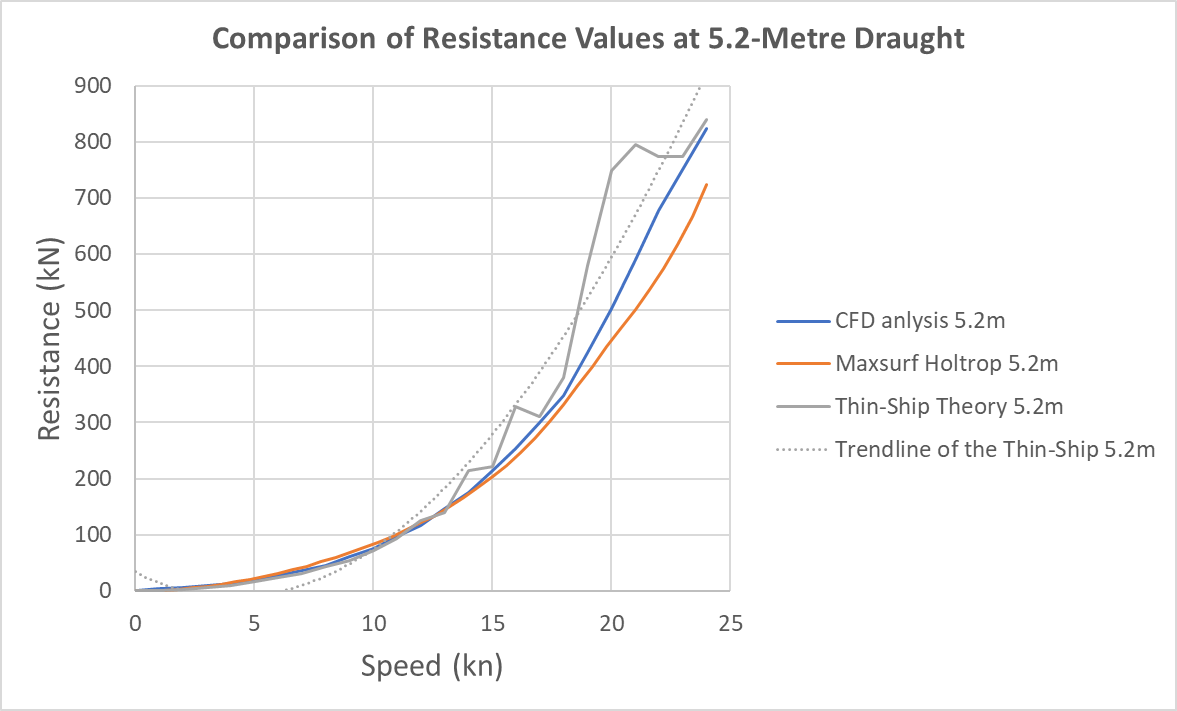 Comparison of Resistance Values at 5.2-Metre Draught
900
800
700
600
500
400
300
200
100
0
Resistance (kN)
0 5 10 15 20 25
Speed (kn)
CFD anlysis 5.2m
Maxsurf Holtrop 5.2m
Thin-Ship Theory 5.2m
Trendline of the Thin-Ship 5.2m